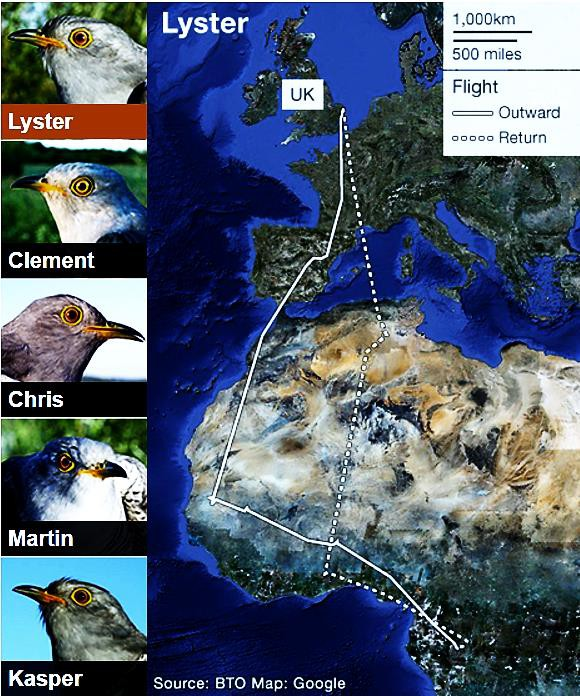 Lyster
Clement
Chris
Martin
Kasper
Lyster
UK
1,000km
500 miles
Flight
Outward
Return
Source: BTO Map: Google